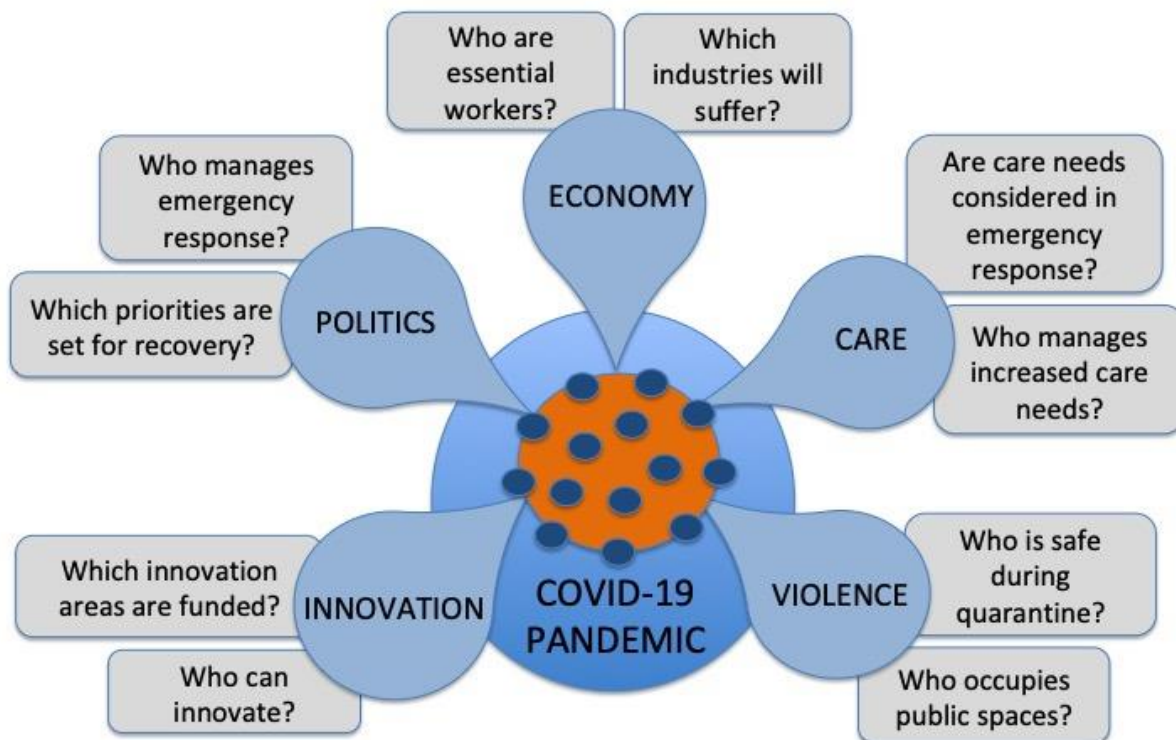 Who are
essential
workers?
Which
industries will
suffer?
ECONOMY
Who manages
emergency
response?
Which priorities are
set for recovery?
POLITICS
Are care needs
considered in
emergency
response?
Who manages
increased care
needs?
CARE
Which innovation
areas are funded?
Who can
innovate?
INNOVATION
COVID-19
PANDEMIC
VIOLENCE
Who is safe
during
quarantine?
Who occupies
public spaces?